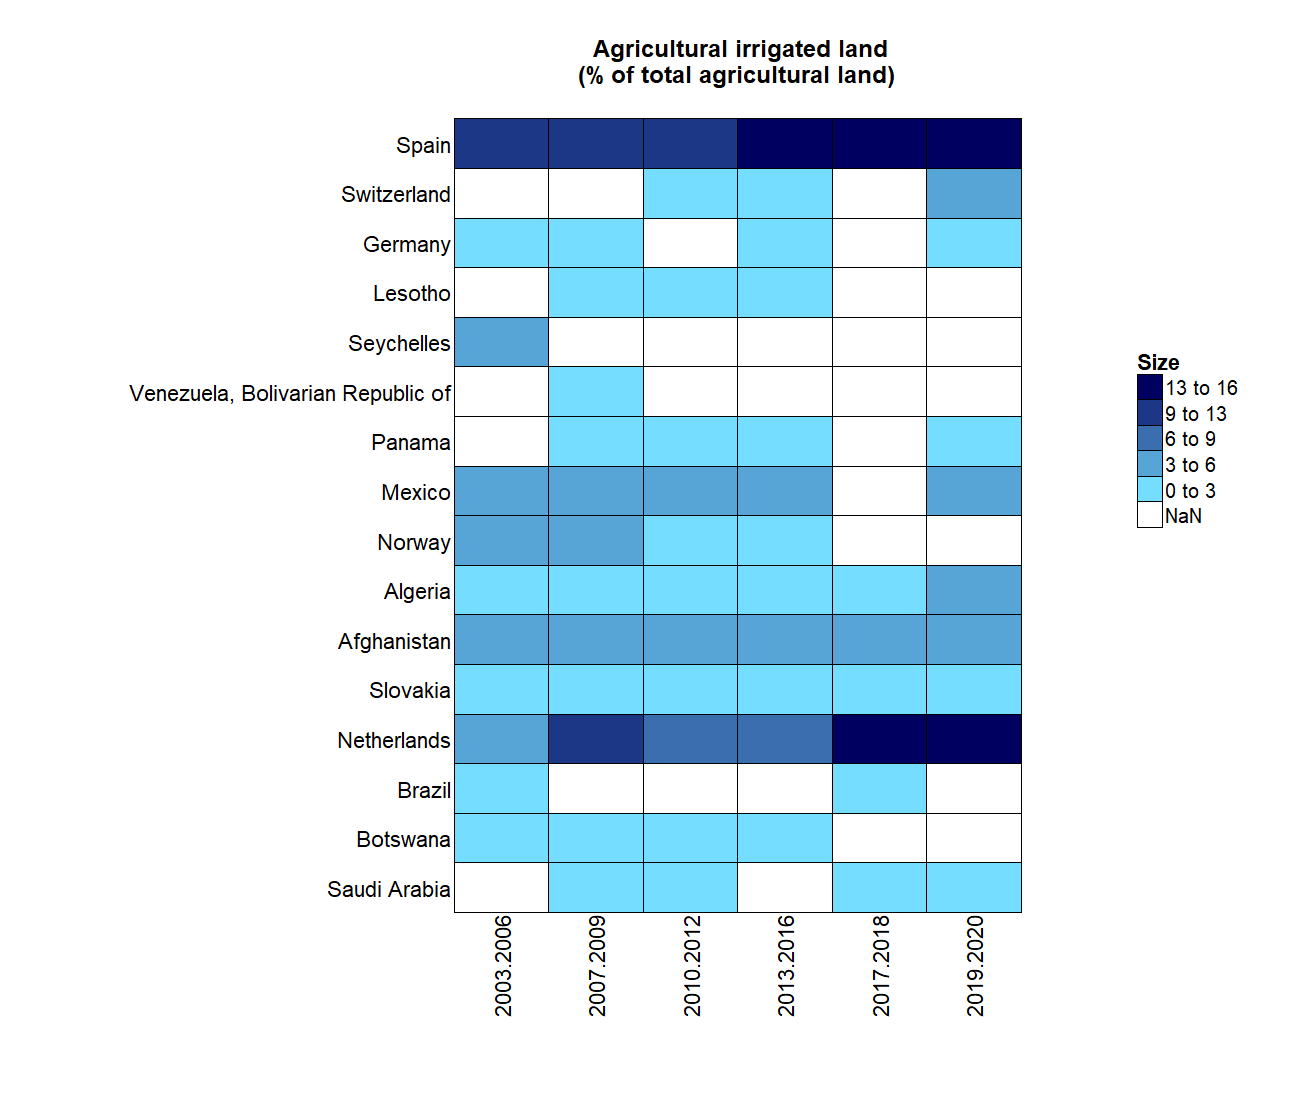 Agricultural irrigated land
(% of total agricultural land)
Spain
Switzerland
Germany
Lesotho
Seychelles
Venezuela, Bolivarian Republic of
Panama
Mexico
Norway
Algeria
Afghanistan
Slovakia
Netherlands
Brazil
Botswana
Saudi Arabia
2003.2006
2007.2009
2010.2012
2013.2016
2017.2018
2019.2020
Size
13 to 16
9 to 13
6 to 9
3 to 6
0 to 3
NaN